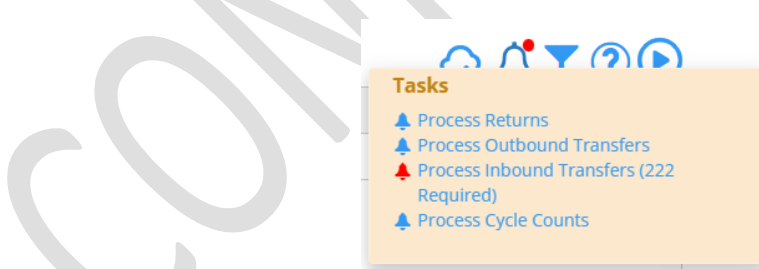 Tasks
Process Returns
Process Outbound Transfers
Process Inbound Transfers (222
Required)
Process Cycle Counts